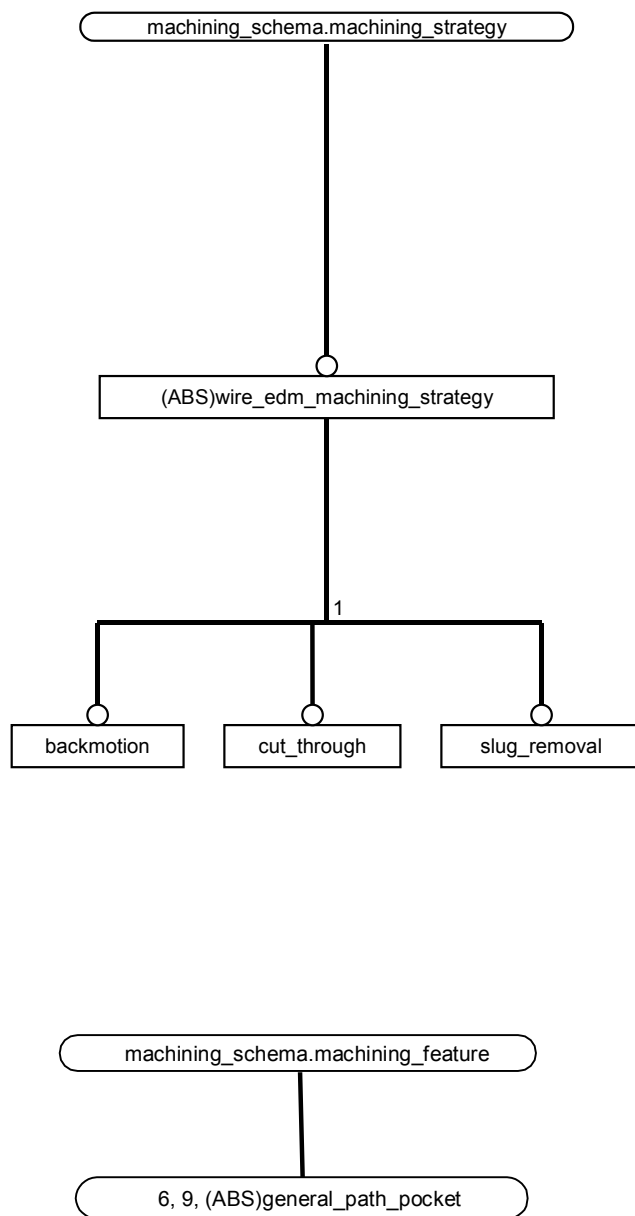 machining_schema.machining_strategy
(ABS)wire_edm_machining_strategy
1
backmotion
cut_through
slug_removal
machining_schema.machining_feature
6, 9, (ABS)general_path_pocket